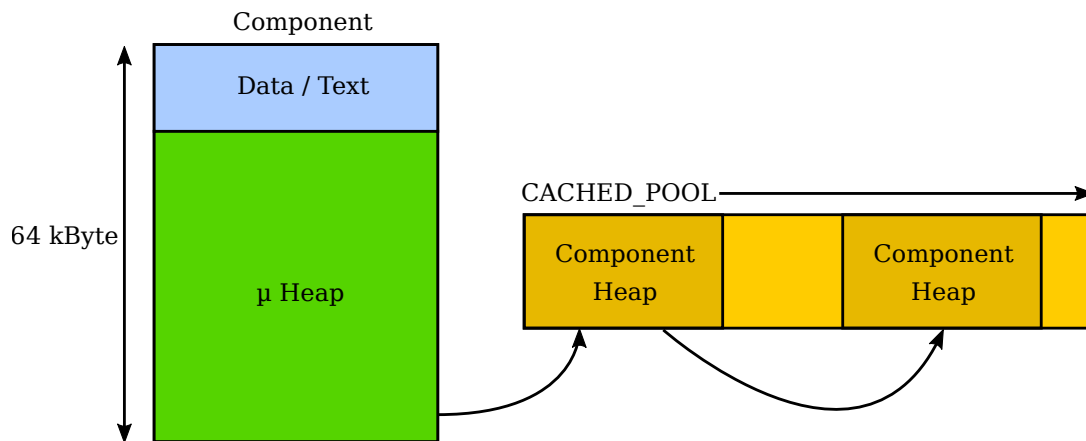 Component
Data / Text
64 kByte
µ Heap
CACHED_POOL
Component
Heap
Component
Heap